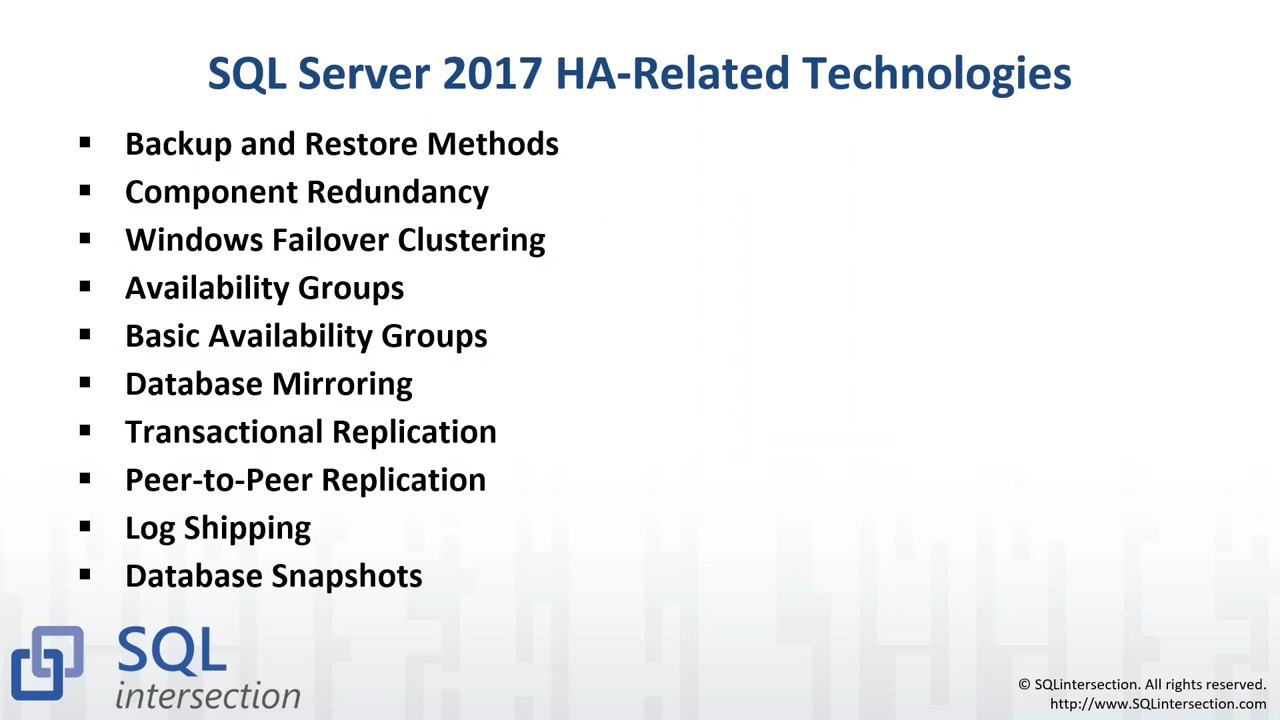 SQL Server 2017 HA-Related Technologies
▪ Backup and Restore Methods
▪ Component Redundancy
▪ Windows Failover Clustering
▪ Availability Groups
▪ Basic Availability Groups
▪ Database Mirroring
▪ Transactional Replication
▪ Peer-to-Peer Replication
▪ Log Shipping
▪ Database Snapshots
SQL
intersection
© SQLintersection. All rights reserved.
http://www.SQLintersection.com